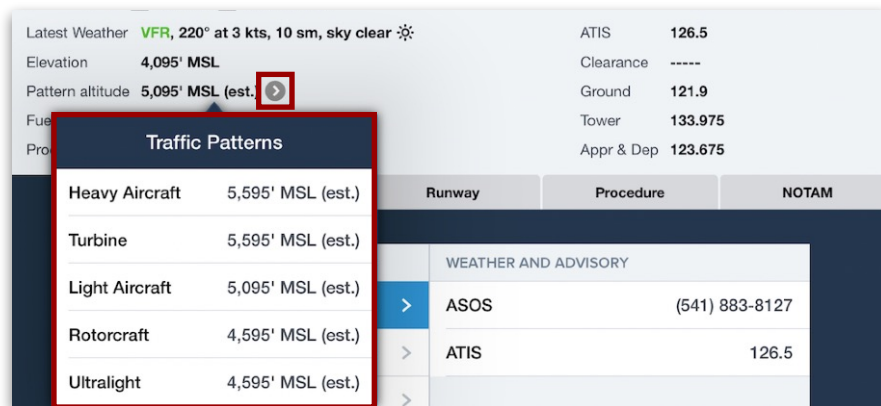 Latest Weather VFR, 220° at 3 kts, 10 sm, sky clear
Elevation 4,095' MSL
Pattern altitude 5,095' MSL (est.)
Fue
Pro
ATIS 126.5
Clearance -----
Ground 121.9
Tower 133.975
Appr & Dep 123.675
Traffic Patterns
Heavy Aircraft 5,595' MSL (est.)
Turbine 5,595' MSL (est.)
Light Aircraft 5,095' MSL (est.)
Rotorcraft 4,595' MSL (est.)
Ultralight 4,595' MSL (est.)
Runway Procedure NOTAM
WEATHER AND ADVISORY
ASOS (541) 883-8127
ATIS 126.5